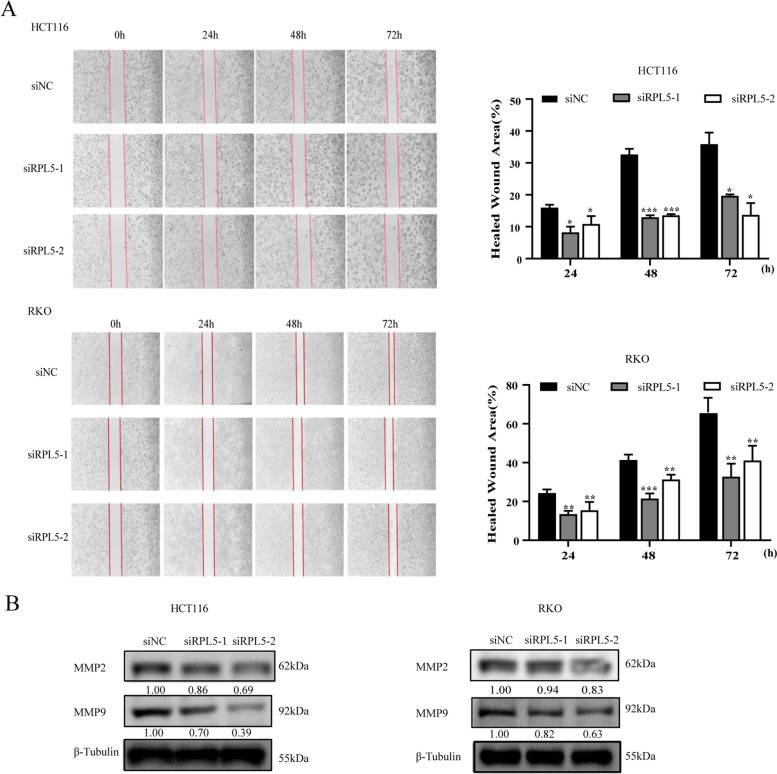 A
HCT116
0h 24h 48h 72h
siNC
siRPL5-1
siRPL5-2
HCT116
siNC siRPL5-1 siRPL5-2
Healed Wound Area(%)
50
40
30
20
10
0
* * *** *** * *
24 48 72 (h)
RKO
0h 24h 48h 72h
siNC
siRPL5-1
siRPL5-2
RKO
siNC siRPL5-1 siRPL5-2
Healed Wound Area(%)
80
60
40
20
0
** ** *** ** ** **
24 48 72 (h)
B
HCT116
siNC siRPL5-1 siRPL5-2
MMP2 62kDa
1.00 0.86 0.69
MMP9 92kDa
1.00 0.70 0.39
β-Tubulin 55kDa
RKO
siNC siRPL5-1 siRPL5-2
MMP2 62kDa
1.00 0.94 0.83
MMP9 92kDa
1.00 0.82 0.63
β-Tubulin 55kDa